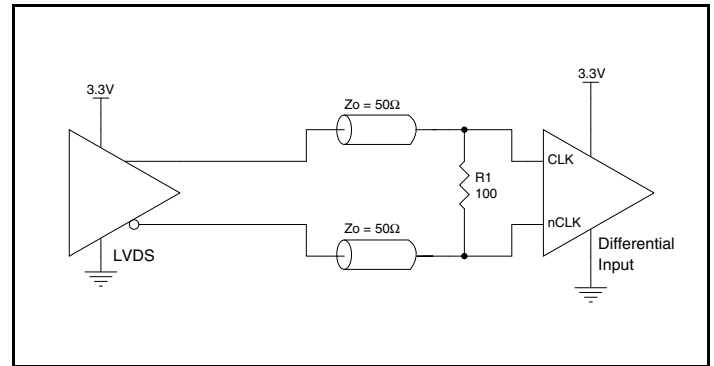 3.3V
3.3V
Zo = 50Ω
CLK
R1
100
nCLK
Zo = 50Ω
LVDS
Differential
Input